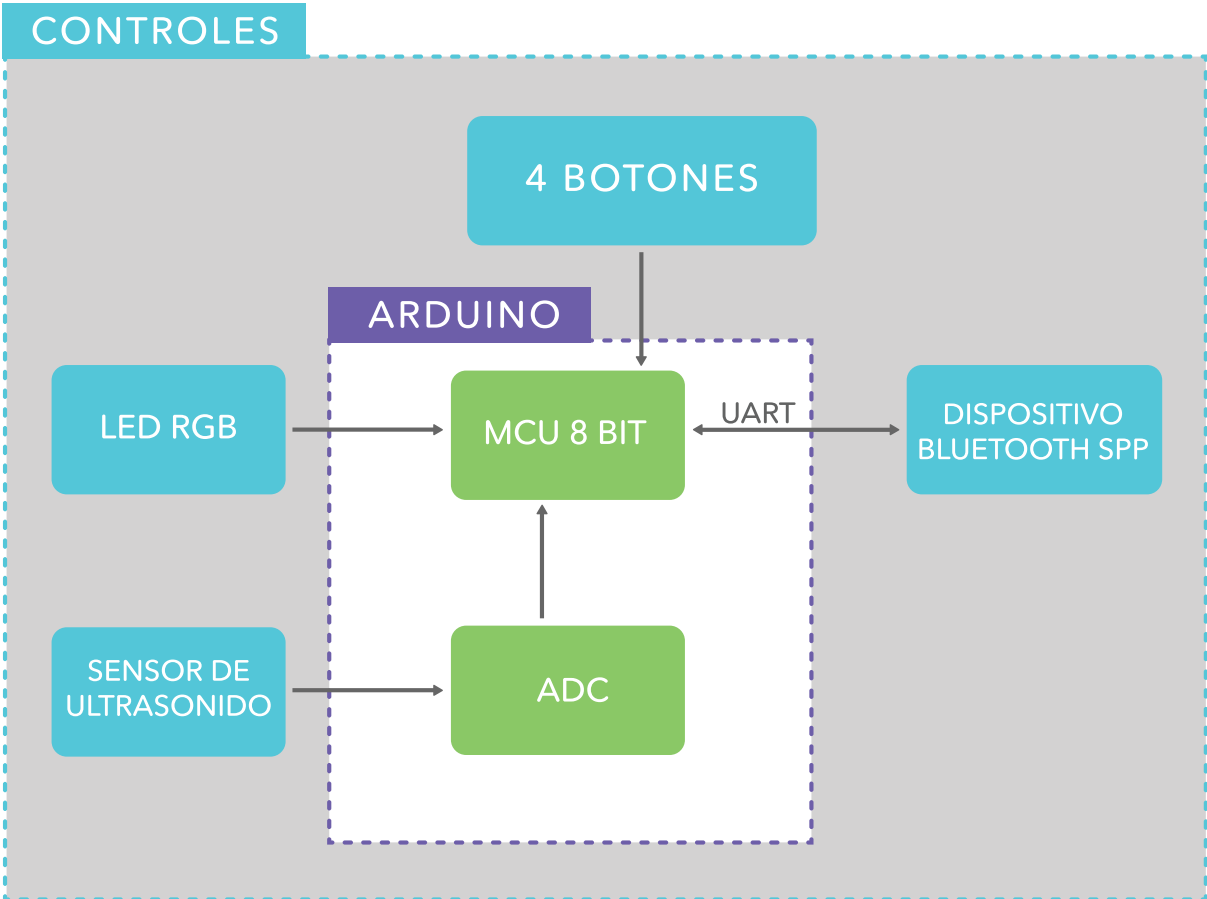 CONTROLES
4 BOTONES
ARDUINO
LED RGB
MCU 8 BIT
UART
DISPOSITIVO
BLUETOOTH SPP
SENSOR DE
ULTRASONIDO
ADC